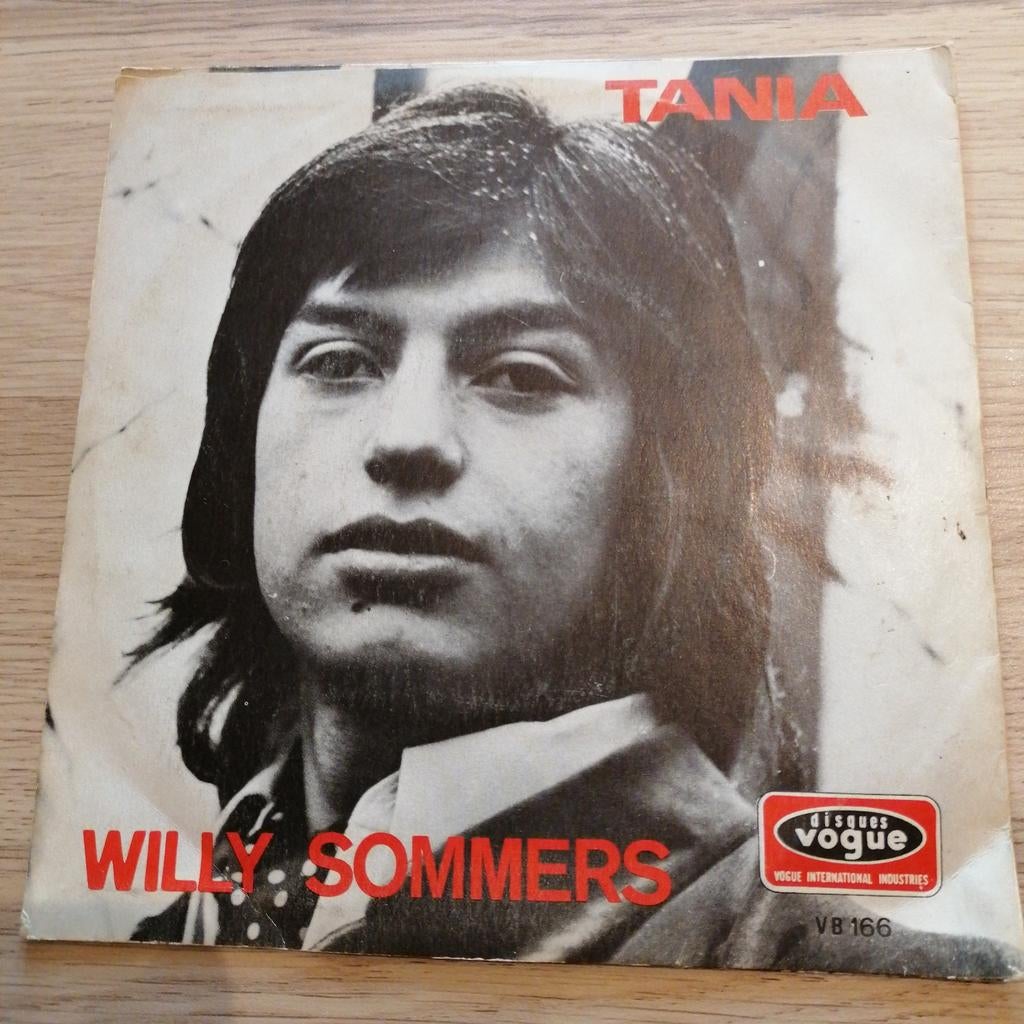 TANIA
WILLY SOMMERS
disques
vogue
VOGUE INTERNATIONAL INDUSTRIES
VB 166